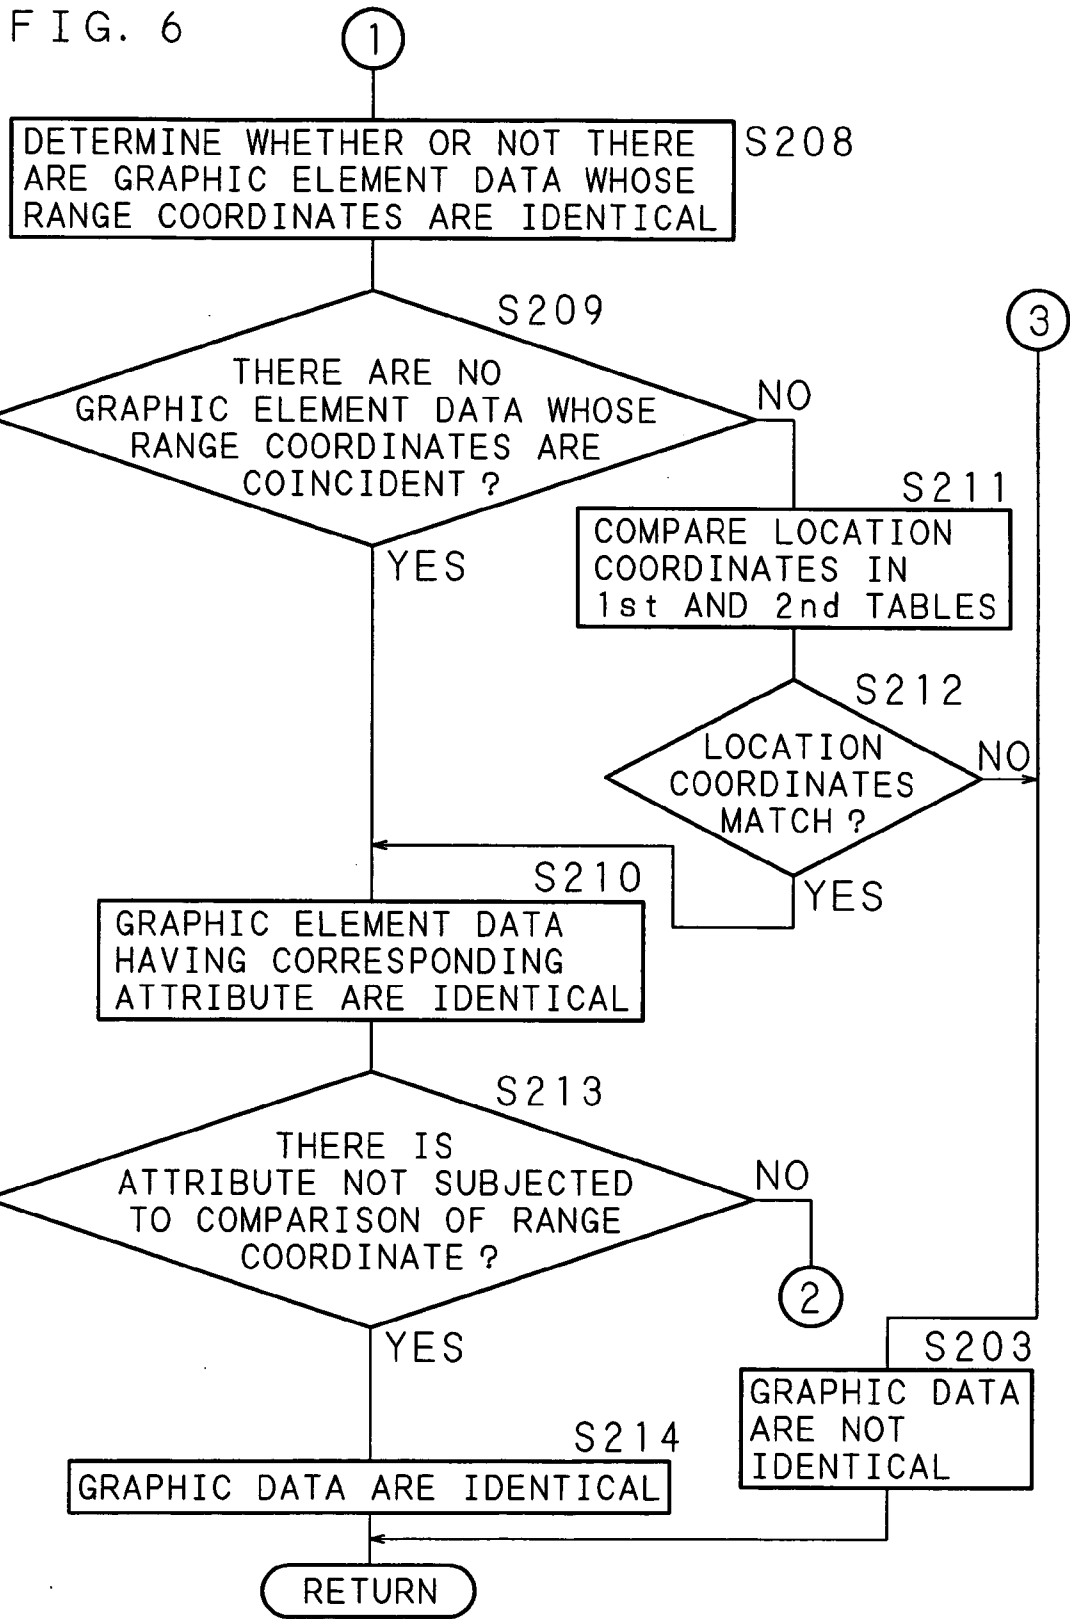 FIG. 6
1
DETERMINE WHETHER OR NOT THERE
ARE GRAPHIC ELEMENT DATA WHOSE
RANGE COORDINATES ARE IDENTICAL
S208
S209
THERE ARE NO
GRAPHIC ELEMENT DATA WHOSE
RANGE COORDINATES ARE
COINCIDENT ?
NO
YES
3
S211
COMPARE LOCATION
COORDINATES IN
1st AND 2nd TABLES
S212
LOCATION
COORDINATES
MATCH ?
NO
YES
S210
GRAPHIC ELEMENT DATA
HAVING CORRESPONDING
ATTRIBUTE ARE IDENTICAL
S213
THERE IS
ATTRIBUTE NOT SUBJECTED
TO COMPARISON OF RANGE
COORDINATE ?
NO
2
YES
S203
GRAPHIC DATA
ARE NOT
IDENTICAL
S214
GRAPHIC DATA ARE IDENTICAL
RETURN